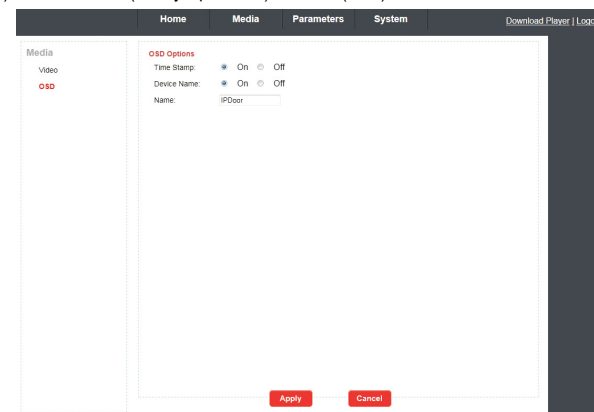 Home Media Parameters System Download Player | Logo
Media
Video
OSD
OSD Options
Time Stamp: On Off
Device Name: On Off
Name: IPDoor
Apply Cancel